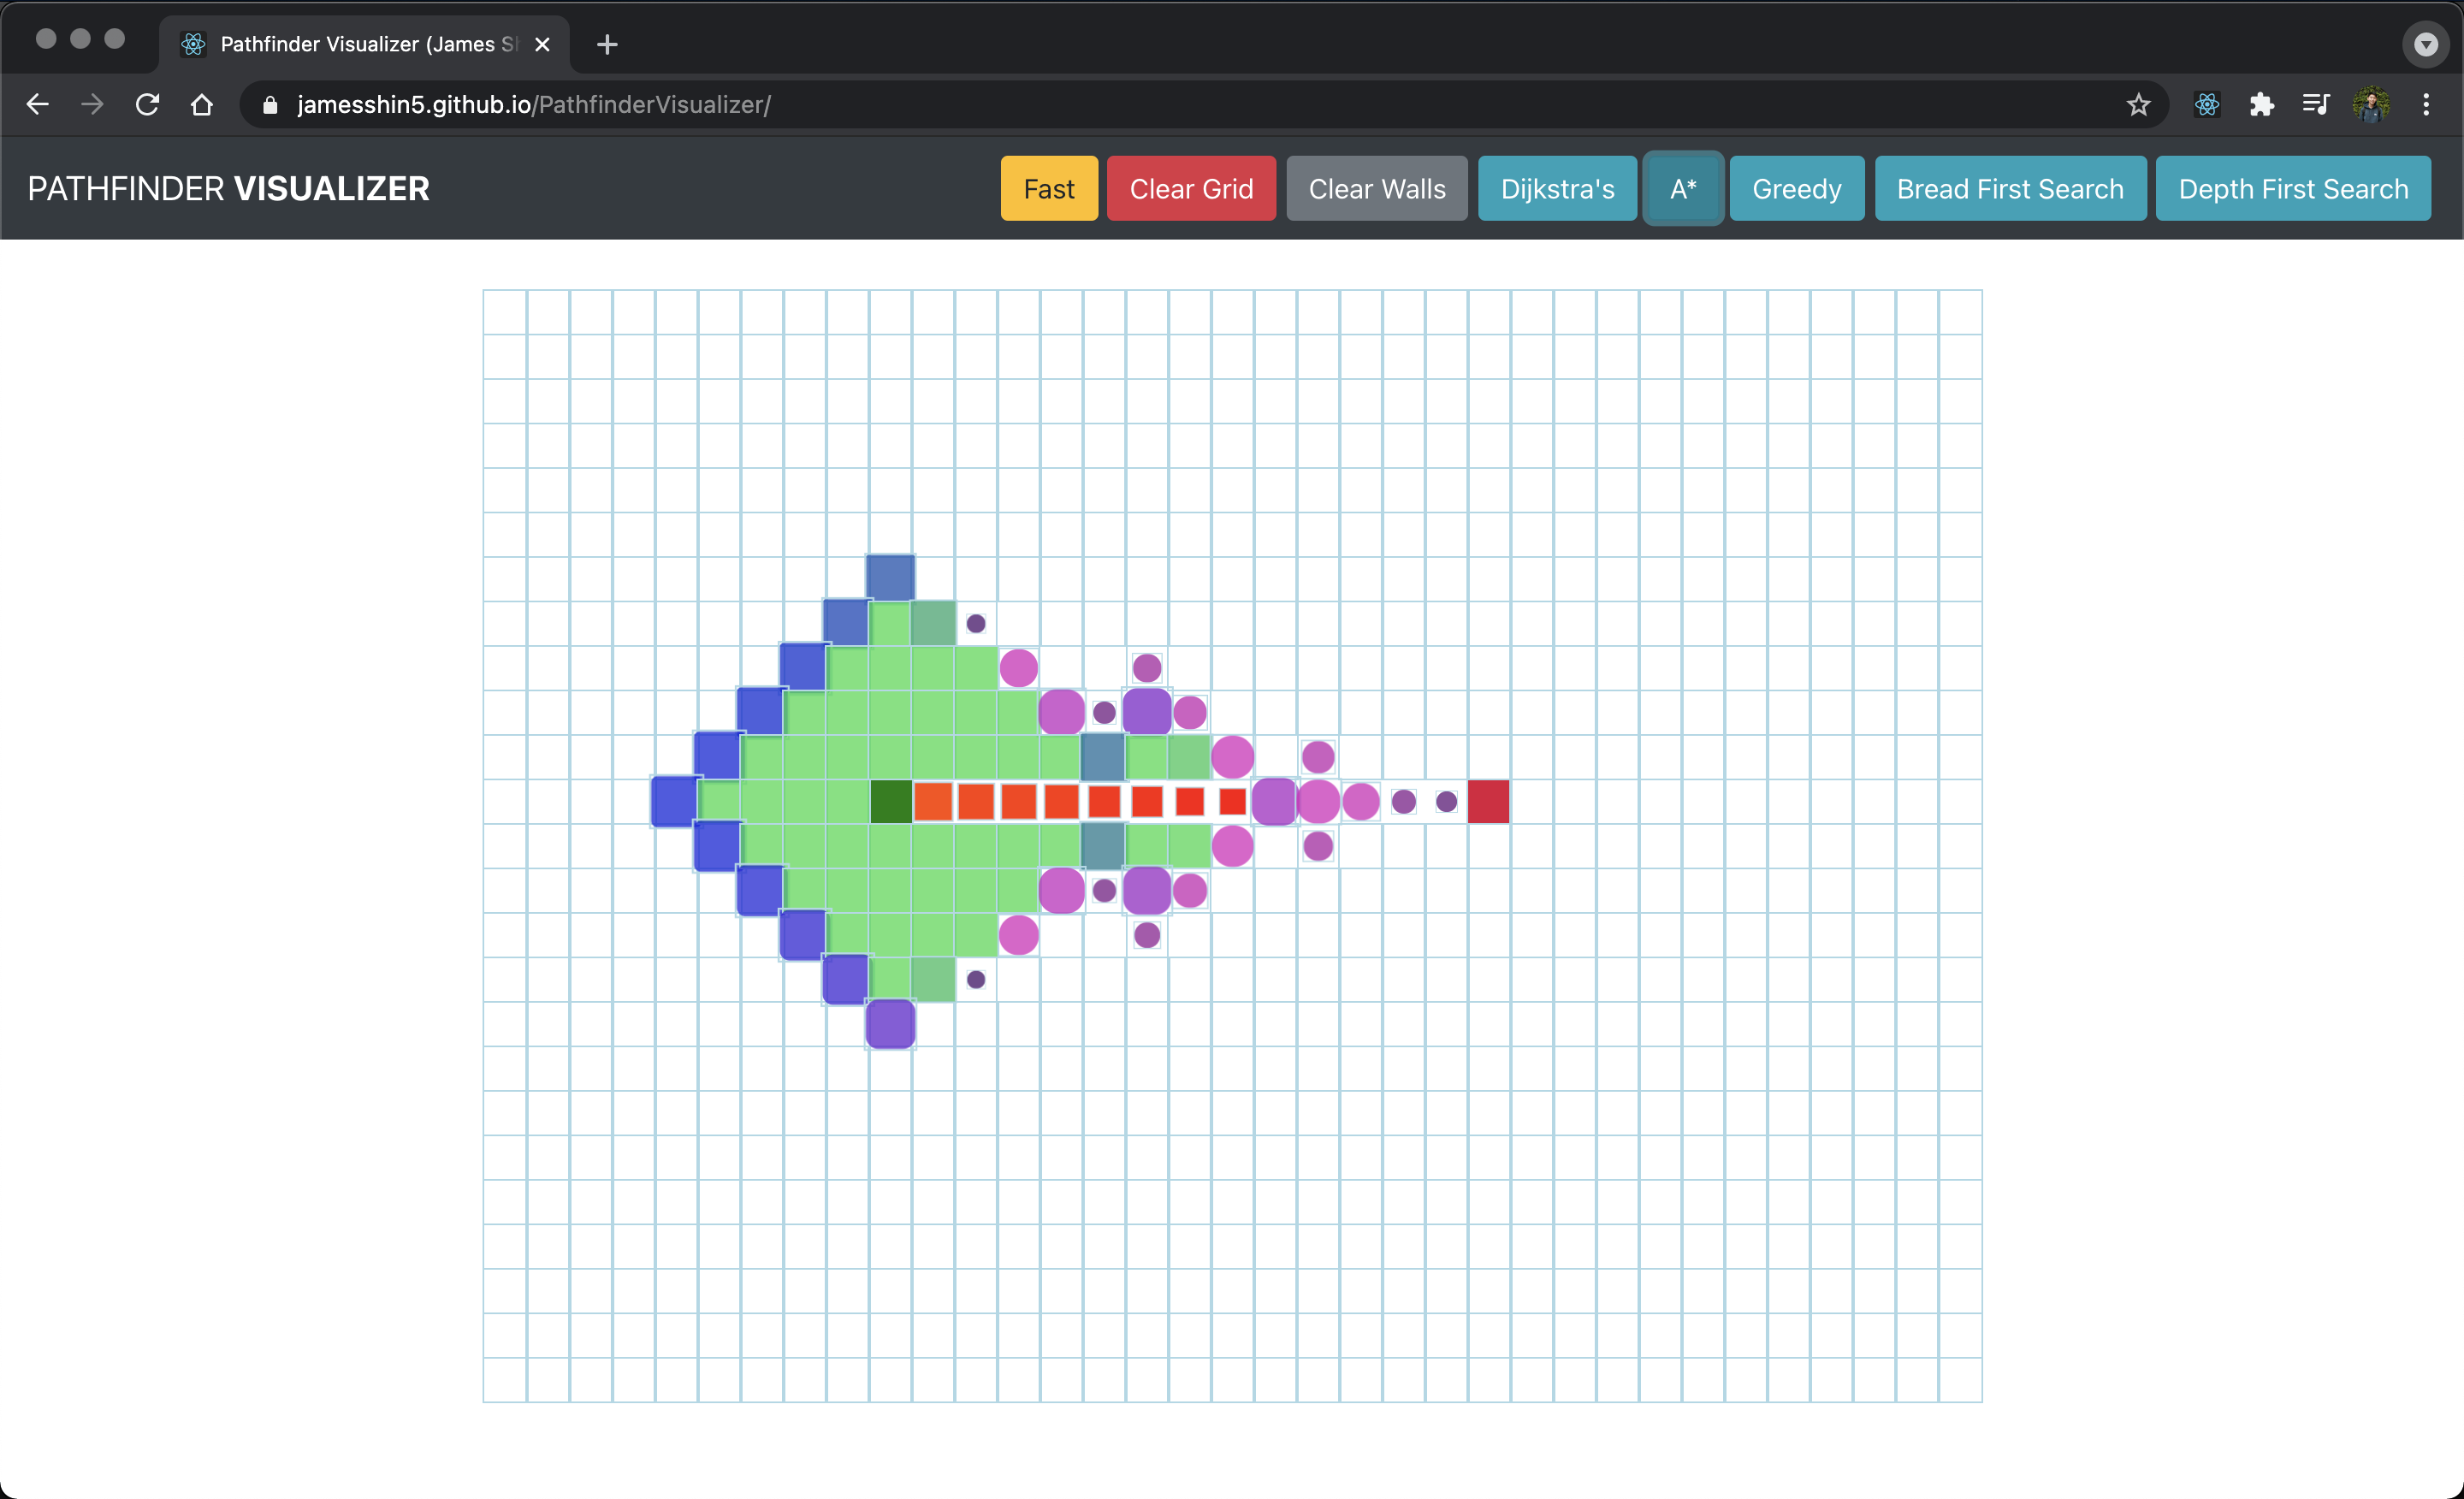 Pathfinder Visualizer (James Sh
jamesshin5.github.io/PathfinderVisualizer/
PATHFINDER VISUALIZER
Fast
Clear Grid
Clear Walls
Dijkstra's
A*
Greedy
Bread First Search
Depth First Search